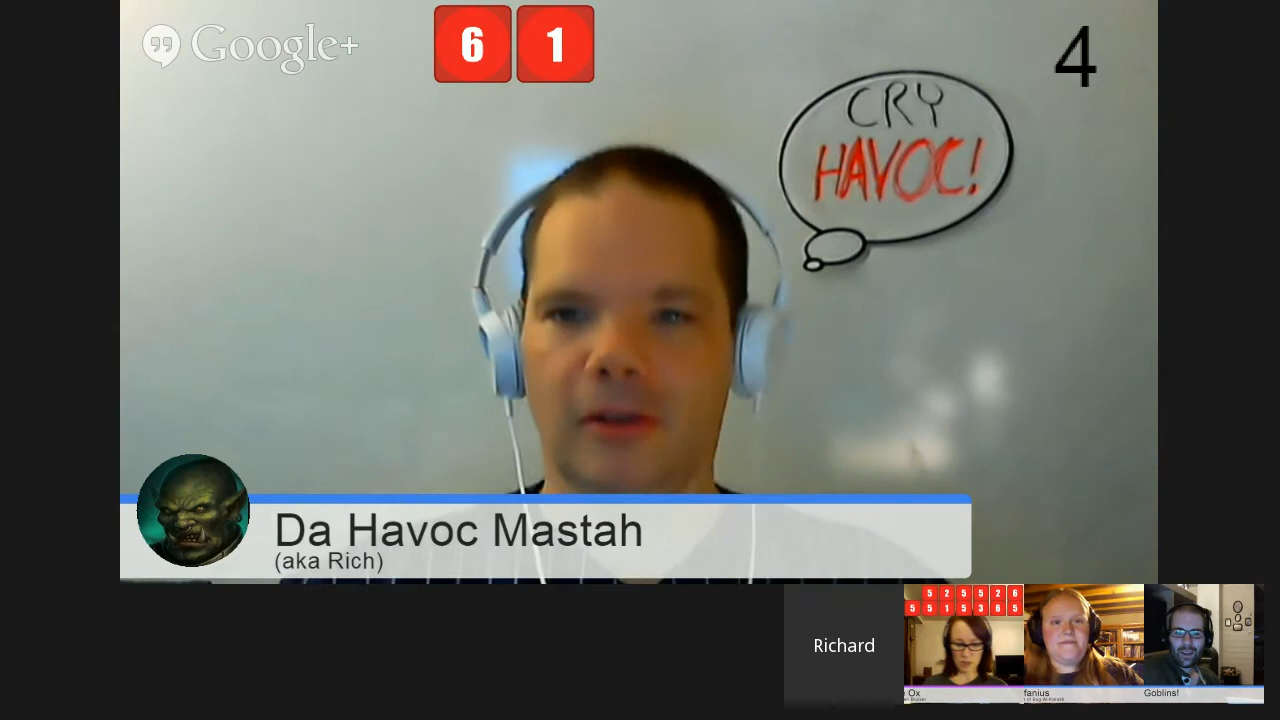 Google+
6 1
4
CRY
HAVOC!
Da Havoc Mastah
(aka Rich)
Richard
5 2 5 5 2 6
5 5 1 5 3 6 5
Ox
fanius
Goblins!